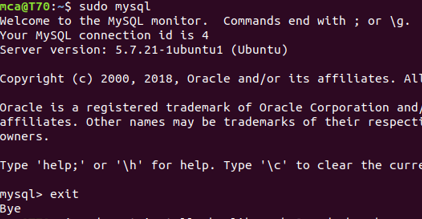 mca@T70:~$ sudo mysql
Welcome to the MySQL monitor.  Commands end with ; or \g.
Your MySQL connection id is 4
Server version: 5.7.21-1ubuntu1 (Ubuntu)
Copyright (c) 2000, 2018, Oracle and/or its affiliates. All
Oracle is a registered trademark of Oracle Corporation and/
affiliates. Other names may be trademarks of their respecti
owners.
Type 'help;' or '\h' for help. Type '\c' to clear the curre
mysql> exit
Bye